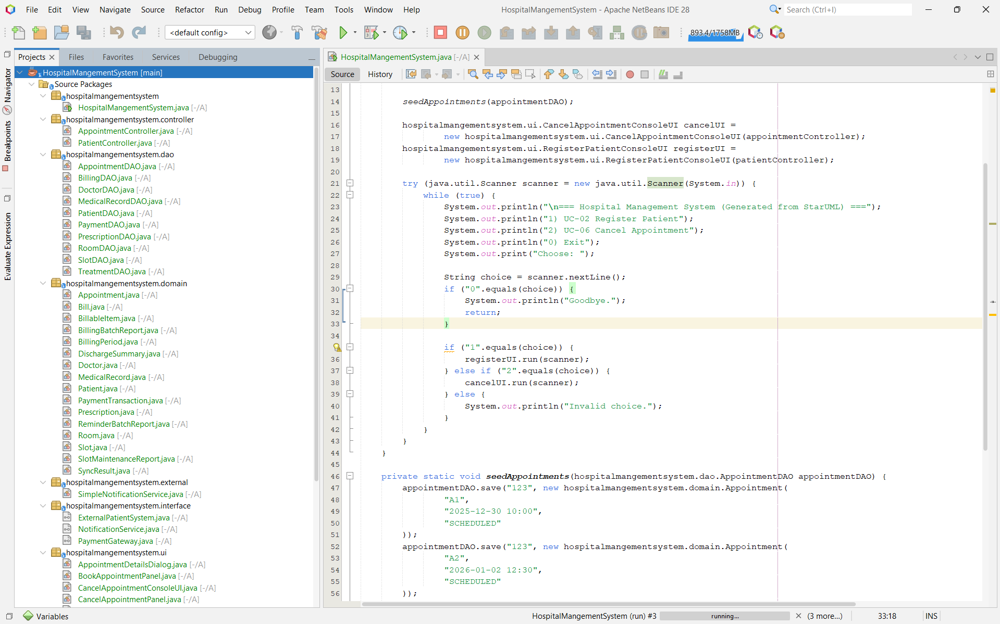 File Edit View Navigate Source Refactor Run Debug Profile Team Tools Window Help
HospitalMangementSystem - Apache NetBeans IDE 28
Search (Ctrl+I)
<default config>
893.4/1758MB
Projects Files Favorites Services Debugging
HospitalMangementSystem.java [-/A]
Navigator
Breakpoints
Evaluate Expression
HospitalMangementSystem [main]
Source Packages
hospitalmangementsystem
HospitalMangementSystem.java [-/A]
hospitalmangementsystem.controller
AppointmentController.java [-/A]
PatientController.java [-/A]
hospitalmangementsystem.dao
AppointmentDAO.java [-/A]
BillingDAO.java [-/A]
DoctorDAO.java [-/A]
MedicalRecordDAO.java [-/A]
PatientDAO.java [-/A]
PaymentDAO.java [-/A]
PrescriptionDAO.java [-/A]
RoomDAO.java [-/A]
SlotDAO.java [-/A]
TreatmentDAO.java [-/A]
hospitalmangementsystem.domain
Appointment.java [-/A]
Bill.java [-/A]
BillableItem.java [-/A]
BillingBatchReport.java [-/A]
BillingPeriod.java [-/A]
DischargeSummary.java [-/A]
Doctor.java [-/A]
MedicalRecord.java [-/A]
Patient.java [-/A]
PaymentTransaction.java [-/A]
Prescription.java [-/A]
ReminderBatchReport.java [-/A]
Room.java [-/A]
Slot.java [-/A]
SlotMaintenanceReport.java [-/A]
SyncResult.java [-/A]
hospitalmangementsystem.external
SimpleNotificationService.java [-/A]
hospitalmangementsystem.interface
ExternalPatientSystem.java [-/A]
NotificationService.java [-/A]
PaymentGateway.java [-/A]
hospitalmangementsystem.ui
AppointmentDetailsDialog.java [-/A]
BookAppointmentPanel.java [-/A]
CancelAppointmentConsoleUI.java [-/A]
CancelAppointmentPanel.java [-/A]
Source History
13
14 seedAppointments(appointmentDAO);
15
16 hospitalmangementsystem.ui.CancelAppointmentConsoleUI cancelUI =
17 new hospitalmangementsystem.ui.CancelAppointmentConsoleUI(appointmentController);
18 hospitalmangementsystem.ui.RegisterPatientConsoleUI registerUI =
19 new hospitalmangementsystem.ui.RegisterPatientConsoleUI(patientController);
20
21 try (java.util.Scanner scanner = new java.util.Scanner(System.in)) {
22 while (true) {
23 System.out.println("\n=== Hospital Management System (Generated from StarUML) ===");
24 System.out.println("1) UC-02 Register Patient");
25 System.out.println("2) UC-06 Cancel Appointment");
26 System.out.println("0) Exit");
27 System.out.print("Choose: ");
28
29 String choice = scanner.nextLine();
30 if ("0".equals(choice)) {
31 System.out.println("Goodbye.");
32 return;
33 }
34
if ("1".equals(choice)) {
36 registerUI.run(scanner);
37 } else if ("2".equals(choice)) {
38 cancelUI.run(scanner);
39 } else {
40 System.out.println("Invalid choice.");
41 }
42 }
43 }
44 }
45
46 private static void seedAppointments(hospitalmangementsystem.dao.AppointmentDAO appointmentDAO) {
47 appointmentDAO.save("123", new hospitalmangementsystem.domain.Appointment(
48 "A1",
49 "2025-12-30 10:00",
50 "SCHEDULED"
51 ));
52 appointmentDAO.save("123", new hospitalmangementsystem.domain.Appointment(
53 "A2",
54 "2026-01-02 12:30",
55 "SCHEDULED"
56 ));
Variables
HospitalMangementSystem (run) #3 running... (3 more...) 33:18 INS